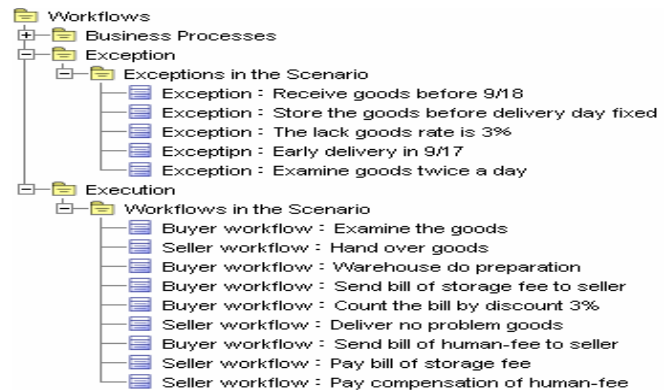 Workflows
Business Processes
Exception
Exceptions in the Scenario
Exception : Receive goods before 9/18
Exception : Store the goods before delivery day fixed
Exception : The lack goods rate is 3%
Exceptipn : Early delivery in 9/17
Exception : Examine goods twice a day
Execution
Workflows in the Scenario
Buyer workflow : Examine the goods
Seller workflow : Hand over goods
Buyer workflow : Warehouse do preparation
Buyer workflow : Send bill of storage fee to seller
Buyer workflow : Count the bill by discount 3%
Seller workflow : Deliver no problem goods
Buyer workflow : Send bill of human-fee to seller
Seller workflow : Pay bill of storage fee
Seller workflow : Pay compensation of human-fee